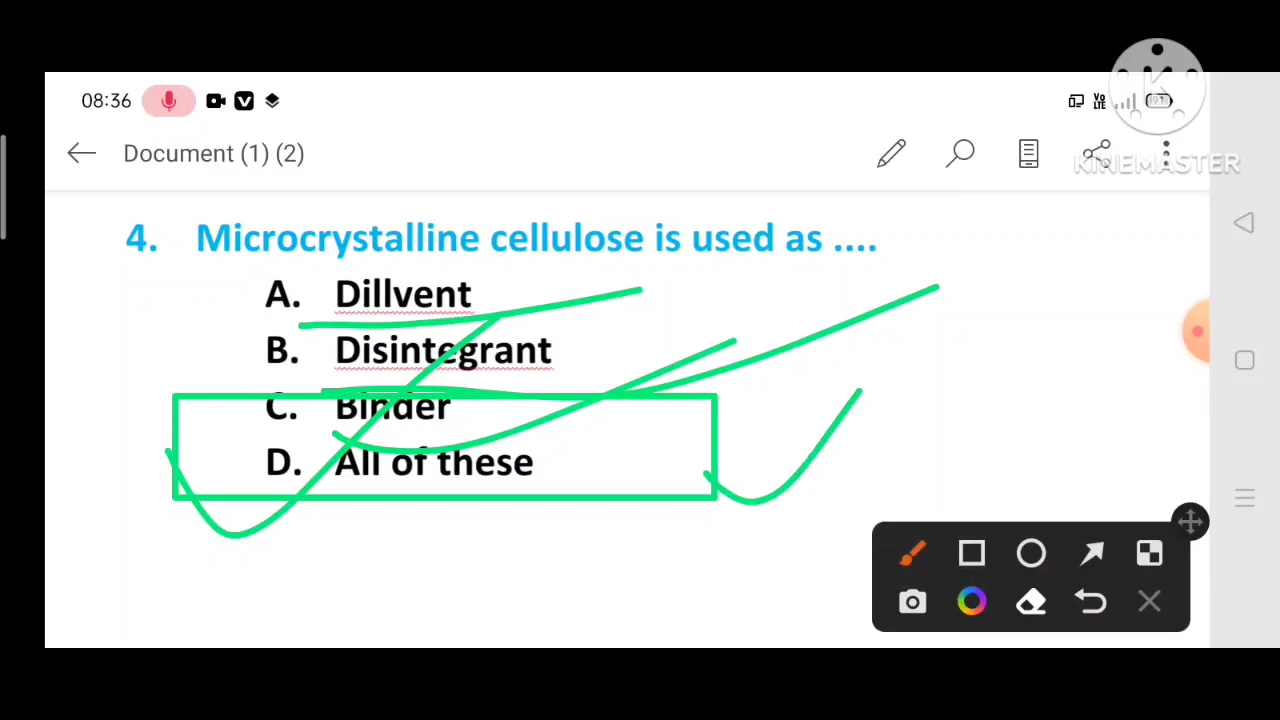 08:36
Document (1) (2)
KINEMASTER
4. Microcrystalline cellulose is used as ....
A. Dillvent
B. Disintegrant
C. Binder
D. All of these